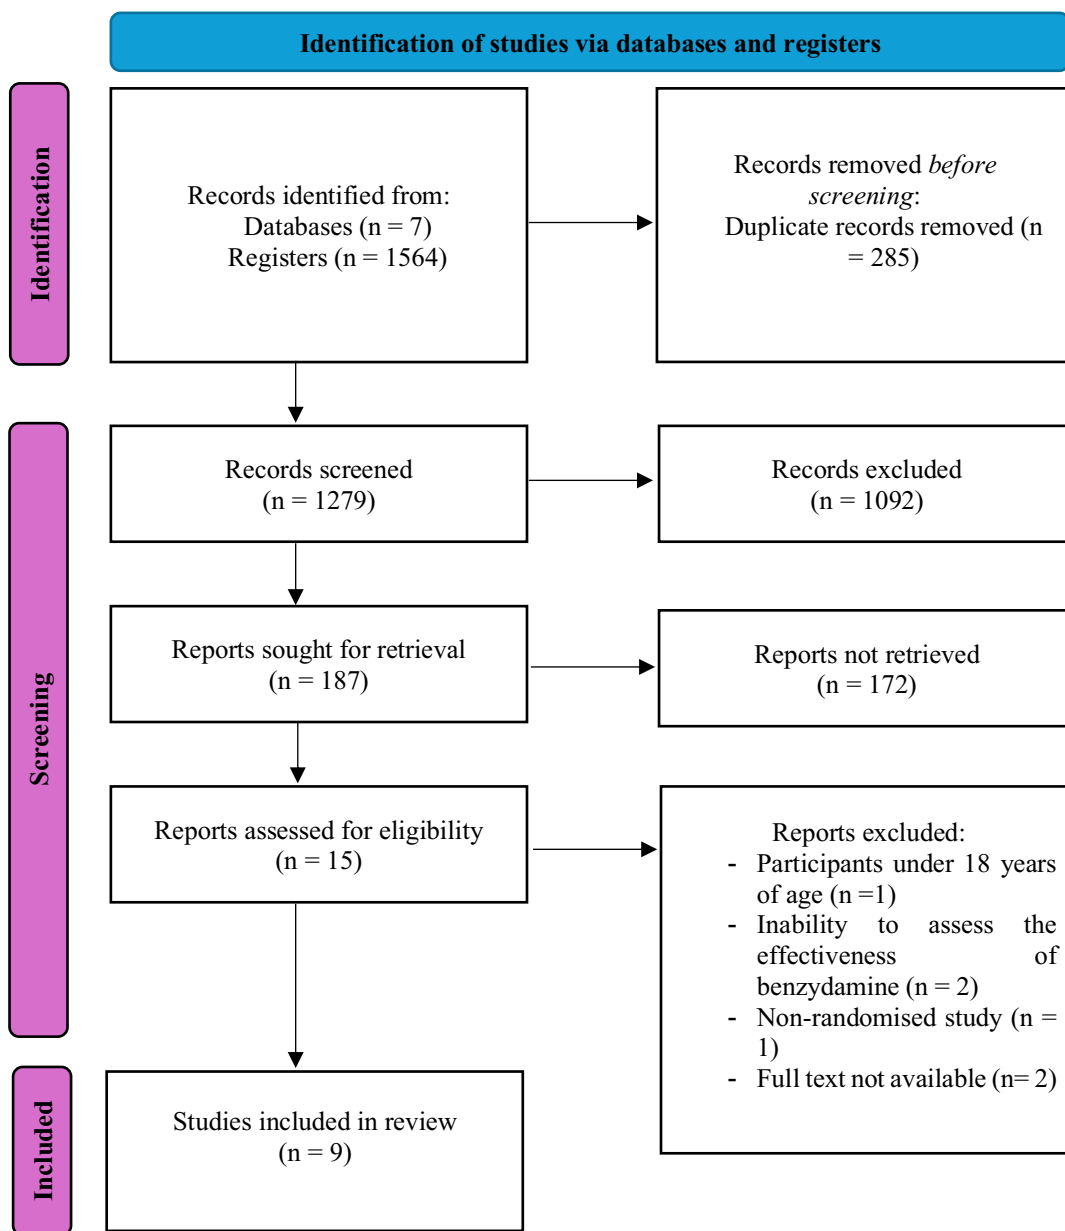 Identification of studies via databases and registers
Identification
Records identified from:
Databases (n = 7)
Registers (n = 1564)
Records removed before
screening:
Duplicate records removed (n
= 285)
Screening
Records screened
(n = 1279)
Records excluded
(n = 1092)
Reports sought for retrieval
(n = 187)
Reports not retrieved
(n = 172)
Reports assessed for eligibility
(n = 15)
Reports excluded:
- Participants under 18 years
of age (n =1)
- Inability to assess the
effectiveness of
benzydamine (n = 2)
- Non-randomised study (n =
1)
- Full text not available (n= 2)
Included
Studies included in review
(n = 9)